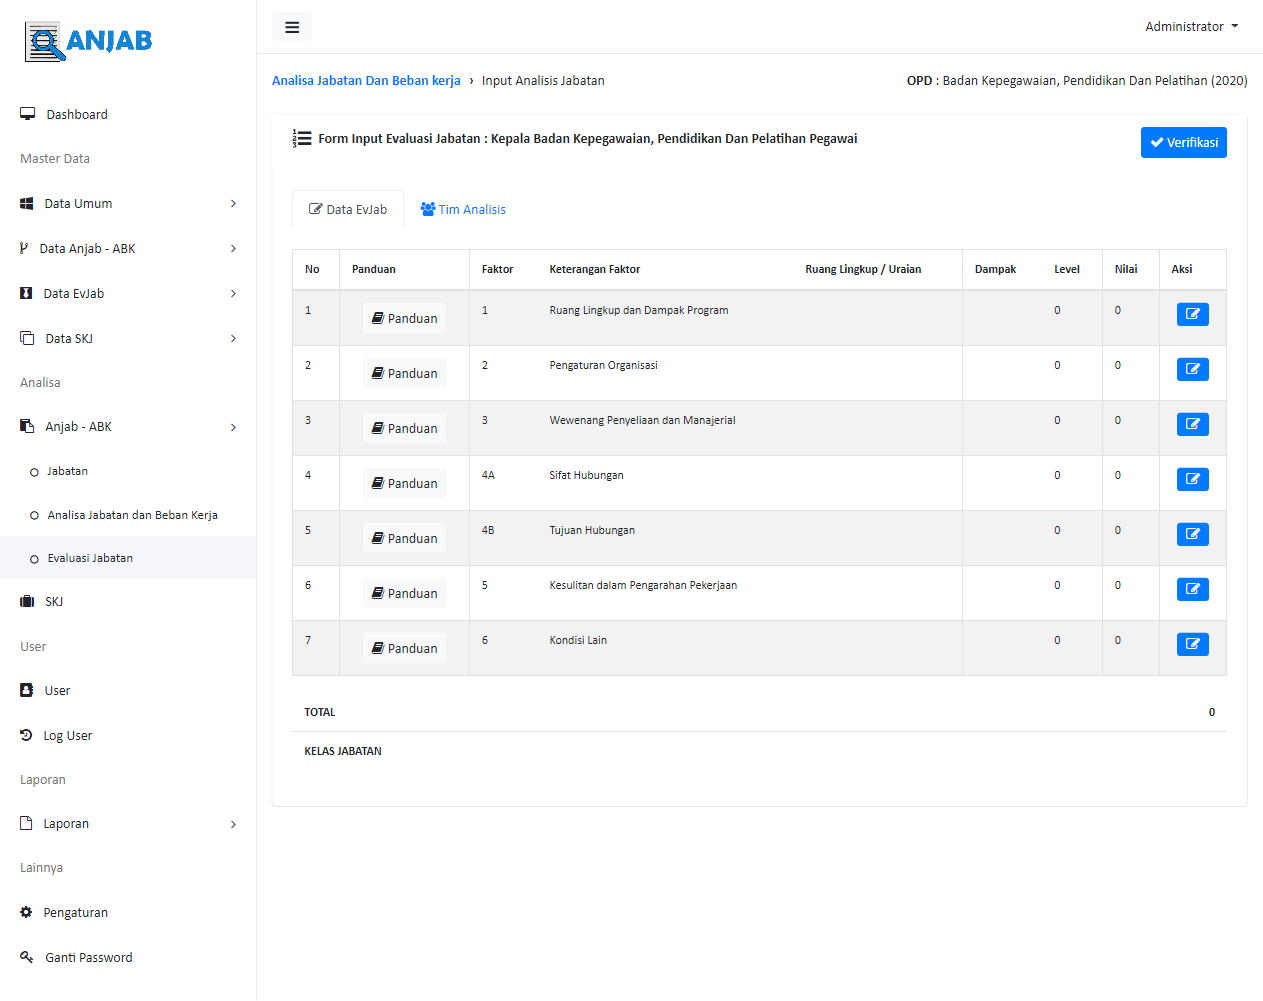 ANJAB
Administrator
Analisa Jabatan Dan Beban kerja › Input Analisis Jabatan
OPD : Badan Kepegawaian, Pendidikan Dan Pelatihan (2020)
Dashboard
Master Data
Data Umum
Data Anjab - ABK
Data EvJab
Data SKJ
Analisa
Anjab - ABK
Jabatan
Analisa Jabatan dan Beban Kerja
Evaluasi Jabatan
SKJ
User
User
Log User
Laporan
Laporan
Lainnya
Pengaturan
Ganti Password
Form Input Evaluasi Jabatan : Kepala Badan Kepegawaian, Pendidikan Dan Pelatihan Pegawai
Verifikasi
Data EvJab Tim Analisis
No Panduan Faktor Keterangan Faktor Ruang Lingkup / Uraian Dampak Level Nilai Aksi
1 Panduan 1 Ruang Lingkup dan Dampak Program 0 0
2 Panduan 2 Pengaturan Organisasi 0 0
3 Panduan 3 Wewenang Penyeliaan dan Manajerial 0 0
4 Panduan 4A Sifat Hubungan 0 0
5 Panduan 4B Tujuan Hubungan 0 0
6 Panduan 5 Kesulitan dalam Pengarahan Pekerjaan 0 0
7 Panduan 6 Kondisi Lain 0 0
TOTAL 0
KELAS JABATAN